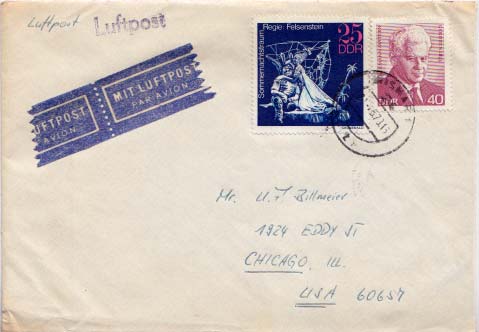 Luftpost Luftpost
MIT LUFTPOST
PAR AVION
LUFTPOST
AVION
Sommernachtstraum, Regie: Felsenstein
25
DDR
DDR 40
Mr. U. F. Billmeier
1924 EDDY ST
CHICAGO, Ill.
USA 60657